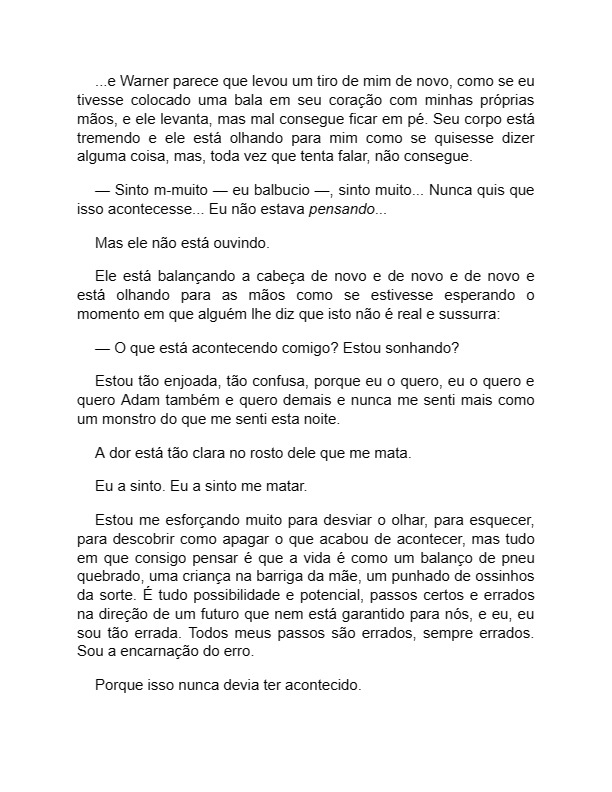 ...e Warner parece que levou um tiro de mim de novo, como se eu
tivesse colocado uma bala em seu coração com minhas próprias
mãos, e ele levanta, mas mal consegue ficar em pé. Seu corpo está
tremendo e ele está olhando para mim como se quisesse dizer
alguma coisa, mas, toda vez que tenta falar, não consegue.
— Sinto m-muito — eu balbucio —, sinto muito... Nunca quis que
isso acontecesse... Eu não estava pensando...
Mas ele não está ouvindo.
Ele está balançando a cabeça de novo e de novo e de novo e
está olhando para as mãos como se estivesse esperando o
momento em que alguém lhe diz que isto não é real e sussurra:
— O que está acontecendo comigo? Estou sonhando?
Estou tão enjoada, tão confusa, porque eu o quero, eu o quero e
quero Adam também e quero demais e nunca me senti mais como
um monstro do que me senti esta noite.
A dor está tão clara no rosto dele que me mata.
Eu a sinto. Eu a sinto me matar.
Estou me esforçando muito para desviar o olhar, para esquecer,
para descobrir como apagar o que acabou de acontecer, mas tudo
em que consigo pensar é que a vida é como um balanço de pneu
quebrado, uma criança na barriga da mãe, um punhado de ossinhos
da sorte. É tudo possibilidade e potencial, passos certos e errados
na direção de um futuro que nem está garantido para nós, e eu, eu
sou tão errada. Todos meus passos são errados, sempre errados.
Sou a encarnação do erro.
Porque isso nunca devia ter acontecido.